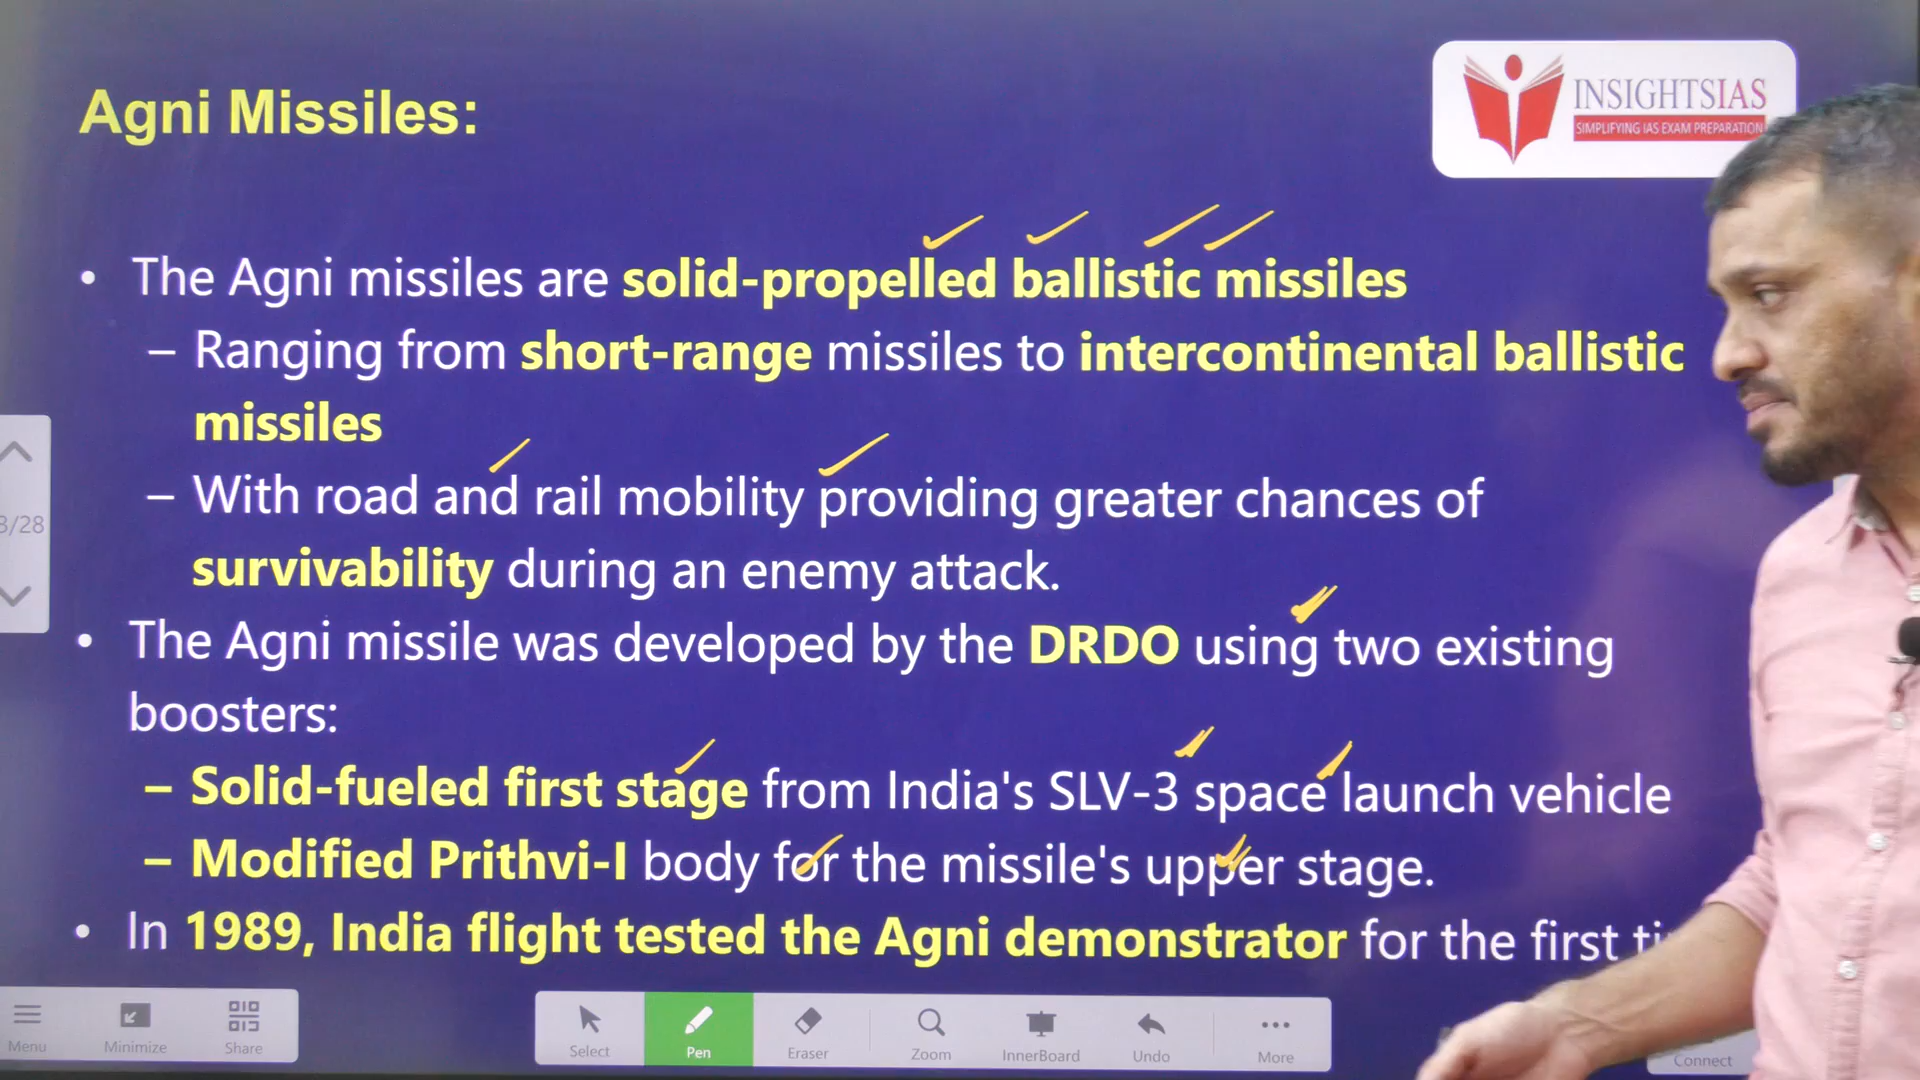 Agni Missiles:
INSIGHTSIAS
SIMPLIFYING IAS EXAM PREPARATION
• The Agni missiles are solid-propelled ballistic missiles
– Ranging from short-range missiles to intercontinental ballistic
missiles
– With road and rail mobility providing greater chances of
survivability during an enemy attack.
• The Agni missile was developed by the DRDO using two existing
boosters:
– Solid-fueled first stage from India's SLV-3 space launch vehicle
– Modified Prithvi-I body for the missile's upper stage.
• In 1989, India flight tested the Agni demonstrator for the first
3/28
Menu
Minimize
Share
Select
Pen
Eraser
Zoom
InnerBoard
Undo
More
Connect